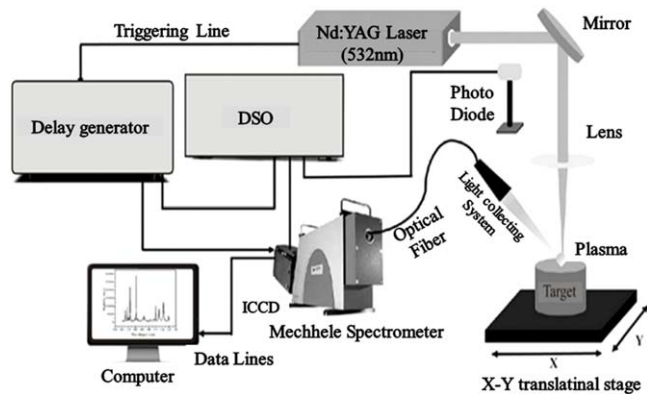 Triggering Line
Nd:YAG Laser
(532nm)
Mirror
Delay generator
DSO
Photo
Diode
Lens
Light collecting
System
Optical
Fiber
Plasma
Target
ICCD
Mechhele Spectrometer
Data Lines
Computer
X
Y
X-Y translatinal stage